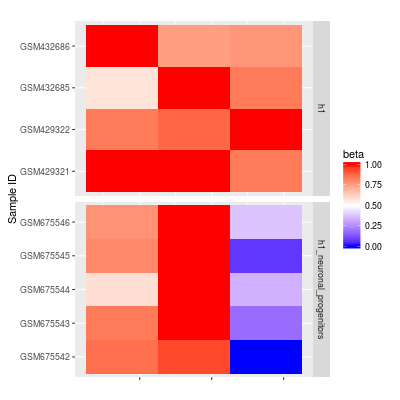 GSM432686
GSM432685
GSM429322
GSM429321
h1
GSM675546
GSM675545
GSM675544
GSM675543
GSM675542
h1_neuronal_progenitors
Sample ID
beta
1.00
0.75
0.50
0.25
0.00